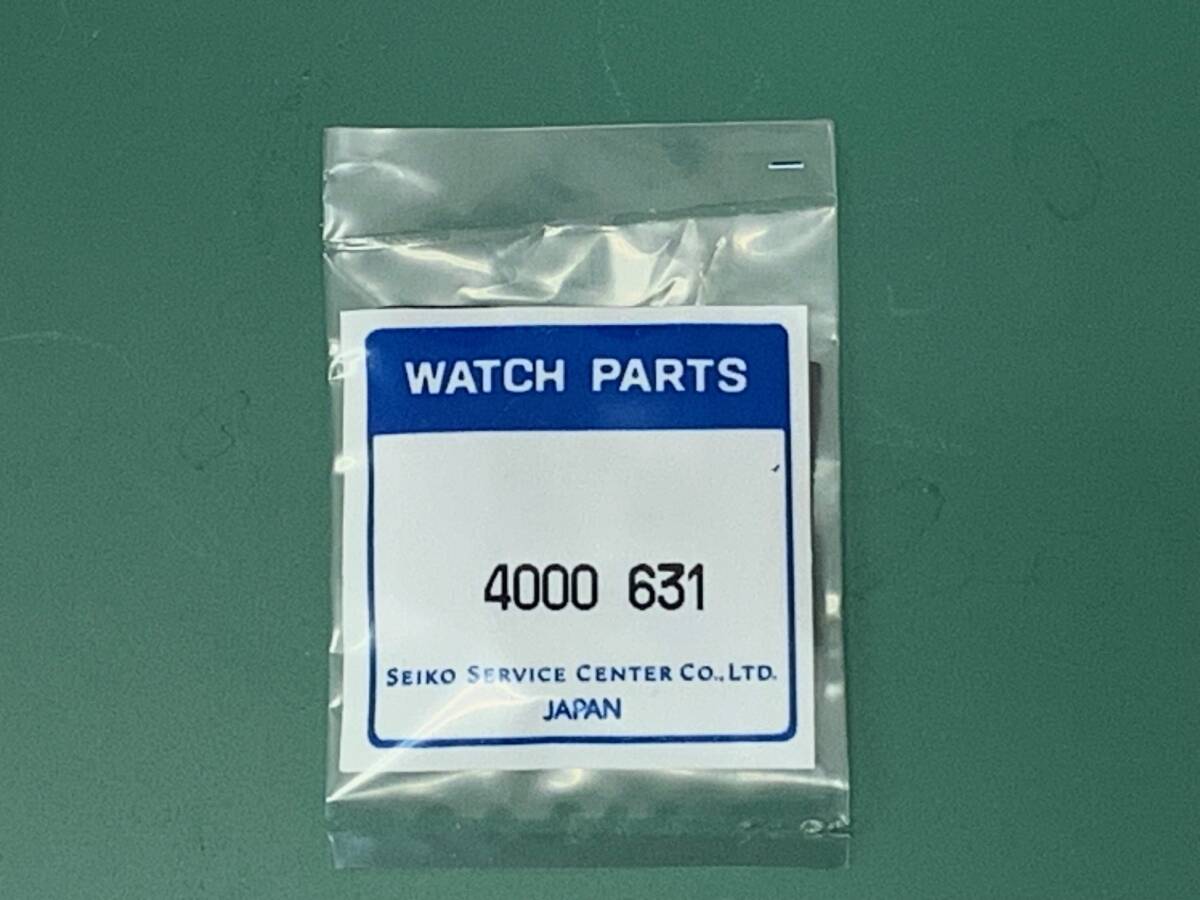 WATCH PARTS
4000 631
SEIKO SERVICE CENTER CO.,LTD.
JAPAN